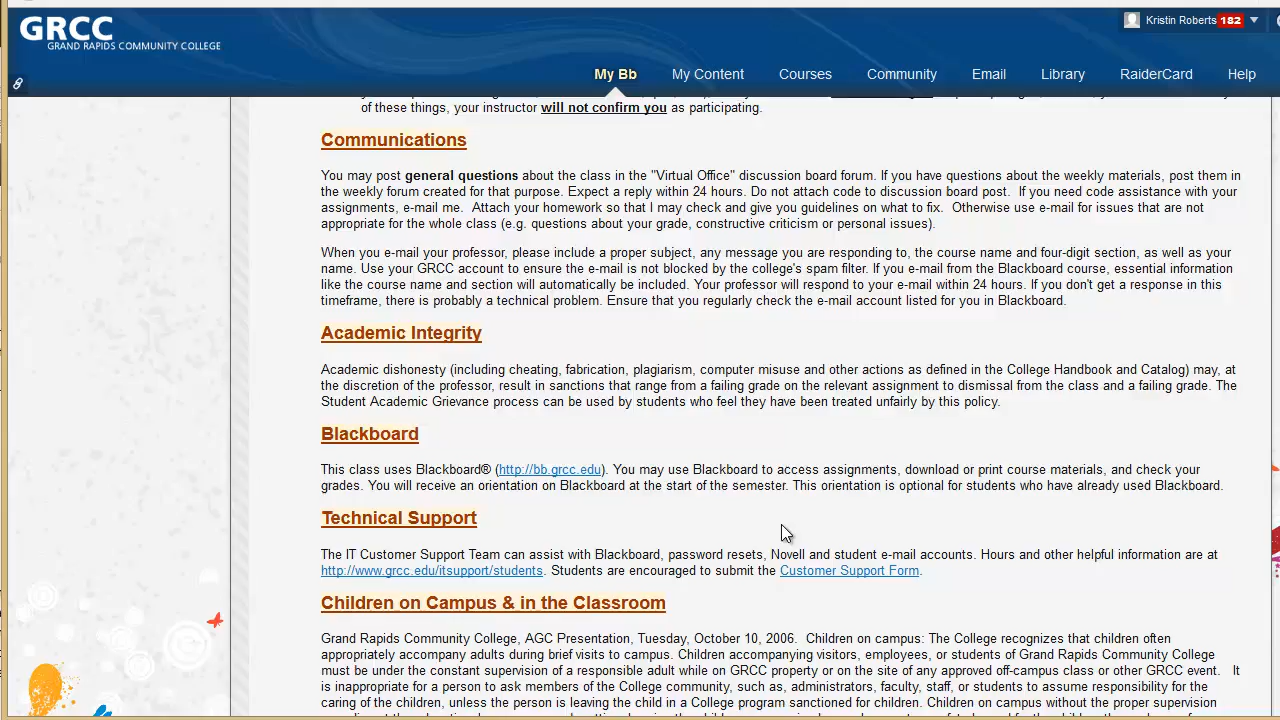 GRCC
GRAND RAPIDS COMMUNITY COLLEGE
Kristin Roberts 182
My Bb My Content Courses Community Email Library RaiderCard Help
of these things, your instructor will not confirm you as participating.
Communications
You may post general questions about the class in the "Virtual Office" discussion board forum. If you have questions about the weekly materials, post them in
the weekly forum created for that purpose. Expect a reply within 24 hours. Do not attach code to discussion board post. If you need code assistance with your
assignments, e-mail me. Attach your homework so that I may check and give you guidelines on what to fix. Otherwise use e-mail for issues that are not
appropriate for the whole class (e.g. questions about your grade, constructive criticism or personal issues).
When you e-mail your professor, please include a proper subject, any message you are responding to, the course name and four-digit section, as well as your
name. Use your GRCC account to ensure the e-mail is not blocked by the college's spam filter. If you e-mail from the Blackboard course, essential information
like the course name and section will automatically be included. Your professor will respond to your e-mail within 24 hours. If you don't get a response in this
timeframe, there is probably a technical problem. Ensure that you regularly check the e-mail account listed for you in Blackboard.
Academic Integrity
Academic dishonesty (including cheating, fabrication, plagiarism, computer misuse and other actions as defined in the College Handbook and Catalog) may, at
the discretion of the professor, result in sanctions that range from a failing grade on the relevant assignment to dismissal from the class and a failing grade. The
Student Academic Grievance process can be used by students who feel they have been treated unfairly by this policy.
Blackboard
This class uses Blackboard® (http://bb.grcc.edu). You may use Blackboard to access assignments, download or print course materials, and check your
grades. You will receive an orientation on Blackboard at the start of the semester. This orientation is optional for students who have already used Blackboard.
Technical Support
The IT Customer Support Team can assist with Blackboard, password resets, Novell and student e-mail accounts. Hours and other helpful information are at
http://www.grcc.edu/itsupport/students. Students are encouraged to submit the Customer Support Form.
Children on Campus & in the Classroom
Grand Rapids Community College, AGC Presentation, Tuesday, October 10, 2006. Children on campus: The College recognizes that children often
appropriately accompany adults during brief visits to campus. Children accompanying visitors, employees, or students of Grand Rapids Community College
must be under the constant supervision of a responsible adult while on GRCC property or on the site of any approved off-campus class or other GRCC event. It
is inappropriate for a person to ask members of the College community, such as, administrators, faculty, staff, or students to assume responsibility for the
caring of the children, unless the person is leaving the child in a College program sanctioned for children. Children on campus without the proper supervision